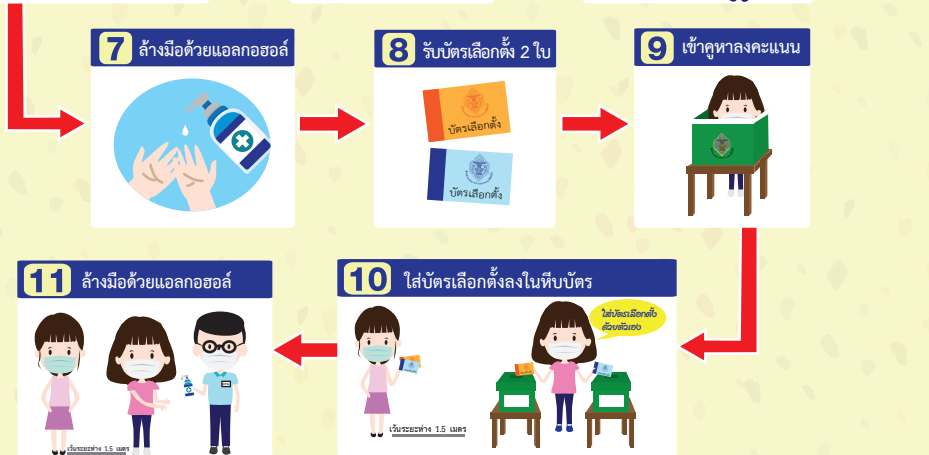 7 ล้างมือด้วยแอลกอฮอล์
8 รับบัตรเลือกตั้ง 2 ใบ
บัตรเลือกตั้ง
บัตรเลือกตั้ง
9 เข้าคูหาลงคะแนน
10 ใส่บัตรเลือกตั้งลงในหีบบัตร
ใส่บัตรเลือกตั้ง
ด้วยตัวเอง
เว้นระยะห่าง 1.5 เมตร
11 ล้างมือด้วยแอลกอฮอล์
เว้นระยะห่าง 1.5 เมตร